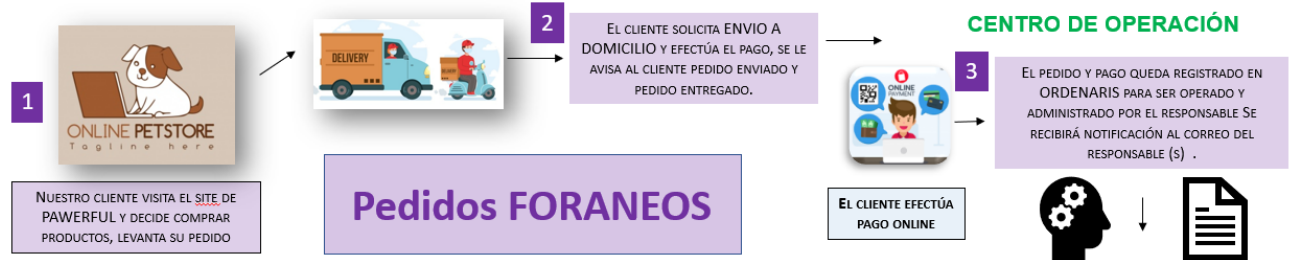 1
ONLINE PETSTORE
Tagline here
NUESTRO CLIENTE VISITA EL SITE DE
PAWERFUL Y DECIDE COMPRAR
PRODUCTOS, LEVANTA SU PEDIDO
DELIVERY
DELIVERY
2
EL CLIENTE SOLICITA ENVIO A
DOMICILIO Y EFECTÚA EL PAGO, SE LE
AVISA AL CLIENTE PEDIDO ENVIADO Y
PEDIDO ENTREGADO.
Pedidos FORANEOS
ONLINE
PAYMENT
EL CLIENTE EFECTÚA
PAGO ONLINE
CENTRO DE OPERACIÓN
3
EL PEDIDO Y PAGO QUEDA REGISTRADO EN
ORDENARIS PARA SER OPERADO Y
ADMINISTRADO POR EL RESPONSABLE SE
RECIBIRÁ NOTIFICACIÓN AL CORREO DEL
RESPONSABLE (S) .